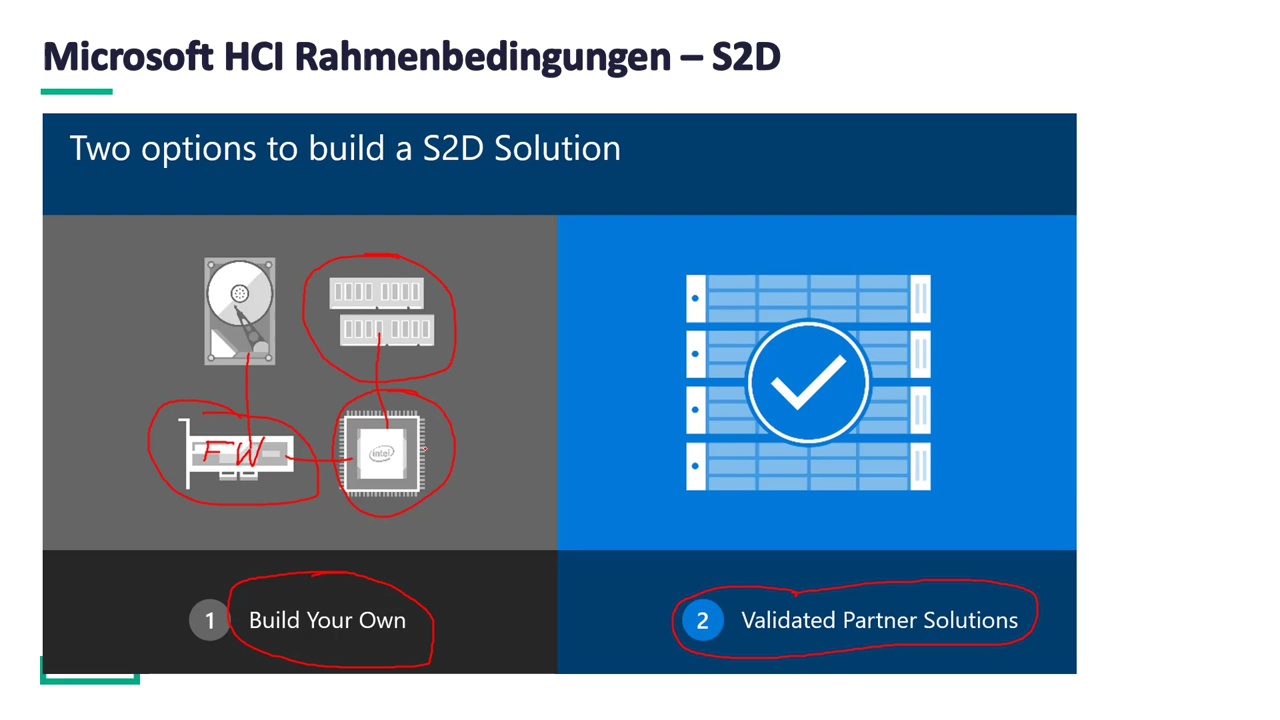 Microsoft HCI Rahmenbedingungen – S2D
Two options to build a S2D Solution
FW
intel
1 Build Your Own
2 Validated Partner Solutions